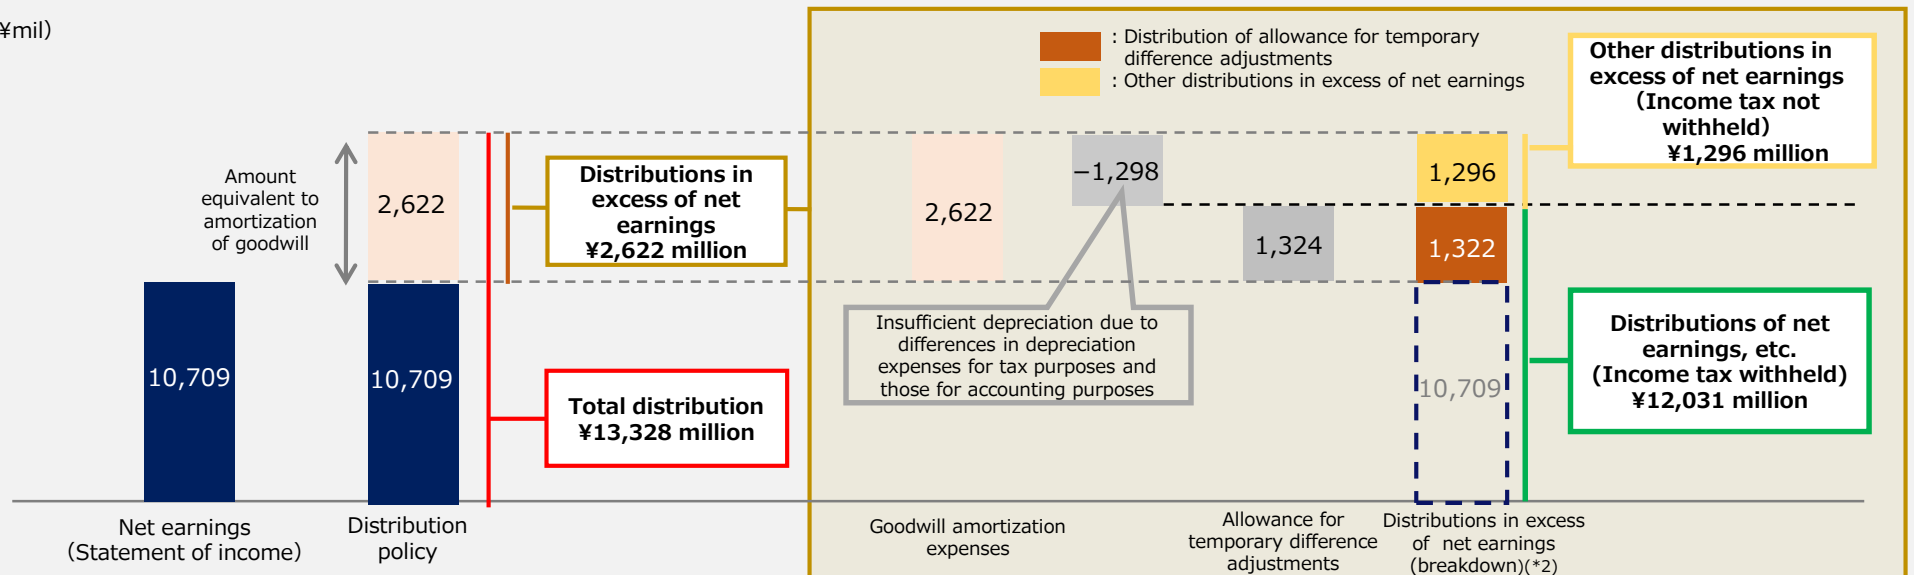 ¥mil)
: Distribution of allowance for temporary
difference adjustments
: Other distributions in excess of net earnings
Other distributions in
excess of net earnings
(Income tax not
withheld)
¥1,296 million
Amount
equivalent to
amortization
of goodwill
2,622
Distributions in
excess of net
earnings
¥2,622 million
2,622
−1,298
1,296
1,324
1,322
10,709
10,709
Total distribution
¥13,328 million
Insufficient depreciation due to
differences in depreciation
expenses for tax purposes and
those for accounting purposes
10,709
Distributions of net
earnings, etc.
(Income tax withheld)
¥12,031 million
Net earnings
(Statement of income)
Distribution
policy
Goodwill amortization
expenses
Allowance for
temporary difference
adjustments
Distributions in excess
of net earnings
(breakdown)(*2)